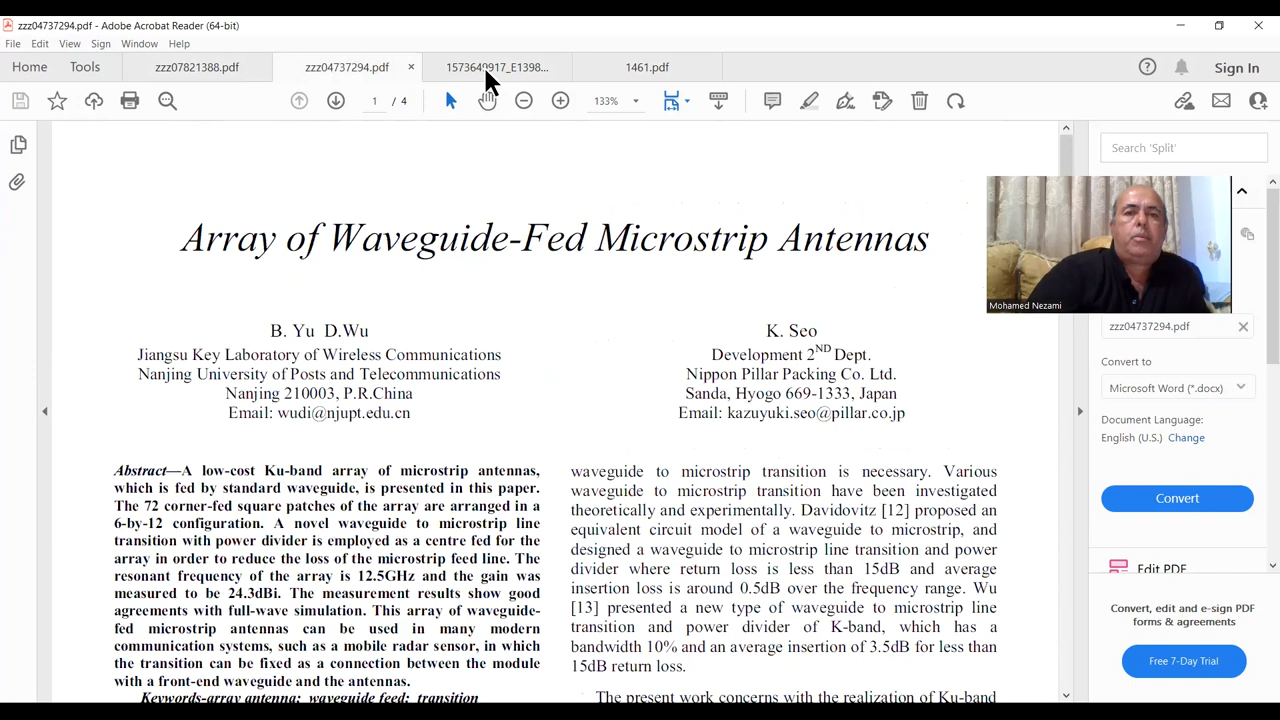 zzz04737294.pdf - Adobe Acrobat Reader (64-bit)
File Edit View Sign Window Help
Home Tools zzz07821388.pdf zzz04737294.pdf × 1573649917_E1398... 1461.pdf Sign In
1 / 4 133%
Search 'Split'
Array of Waveguide-Fed Microstrip Antennas
Mohamed Nezami
B. Yu D.Wu
Jiangsu Key Laboratory of Wireless Communications
Nanjing University of Posts and Telecommunications
Nanjing 210003, P.R.China
Email: wudi@njupt.edu.cn
K. Seo
Development 2ND Dept.
Nippon Pillar Packing Co. Ltd.
Sanda, Hyogo 669-1333, Japan
Email: kazuyuki.seo@pillar.co.jp
Abstract—A low-cost Ku-band array of microstrip antennas,
which is fed by standard waveguide, is presented in this paper.
The 72 corner-fed square patches of the array are arranged in a
6-by-12 configuration. A novel waveguide to microstrip line
transition with power divider is employed as a centre fed for the
array in order to reduce the loss of the microstrip feed line. The
resonant frequency of the array is 12.5GHz and the gain was
measured to be 24.3dBi. The measurement results show good
agreements with full-wave simulation. This array of waveguide-
fed microstrip antennas can be used in many modern
communication systems, such as a mobile radar sensor, in which
the transition can be fixed as a connection between the module
with a front-end waveguide and the antennas.
Keywords-array antenna; waveguide feed; transition
waveguide to microstrip transition is necessary. Various
waveguide to microstrip transition have been investigated
theoretically and experimentally. Davidovitz [12] proposed an
equivalent circuit model of a waveguide to microstrip, and
designed a waveguide to microstrip line transition and power
divider where return loss is less than 15dB and average
insertion loss is around 0.5dB over the frequency range. Wu
[13] presented a new type of waveguide to microstrip line
transition and power divider of K-band, which has a
bandwidth 10% and an average insertion of 3.5dB for less than
15dB return loss.
The present work concerns with the realization of Ku-band
zzz04737294.pdf
Convert to
Microsoft Word (*.docx)
Document Language:
English (U.S.) Change
Convert
Edit PDF
Convert, edit and e-sign PDF
forms & agreements
Free 7-Day Trial